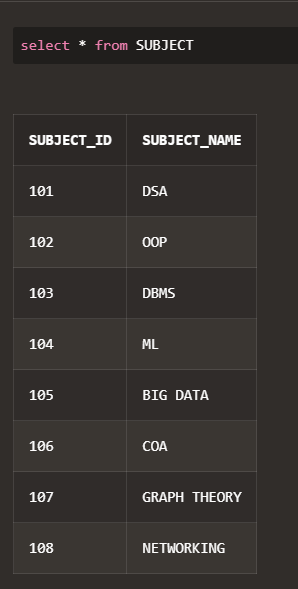 select * from SUBJECT
SUBJECT_ID SUBJECT_NAME
101 DSA
102 OOP
103 DBMS
104 ML
105 BIG DATA
106 COA
107 GRAPH THEORY
108 NETWORKING